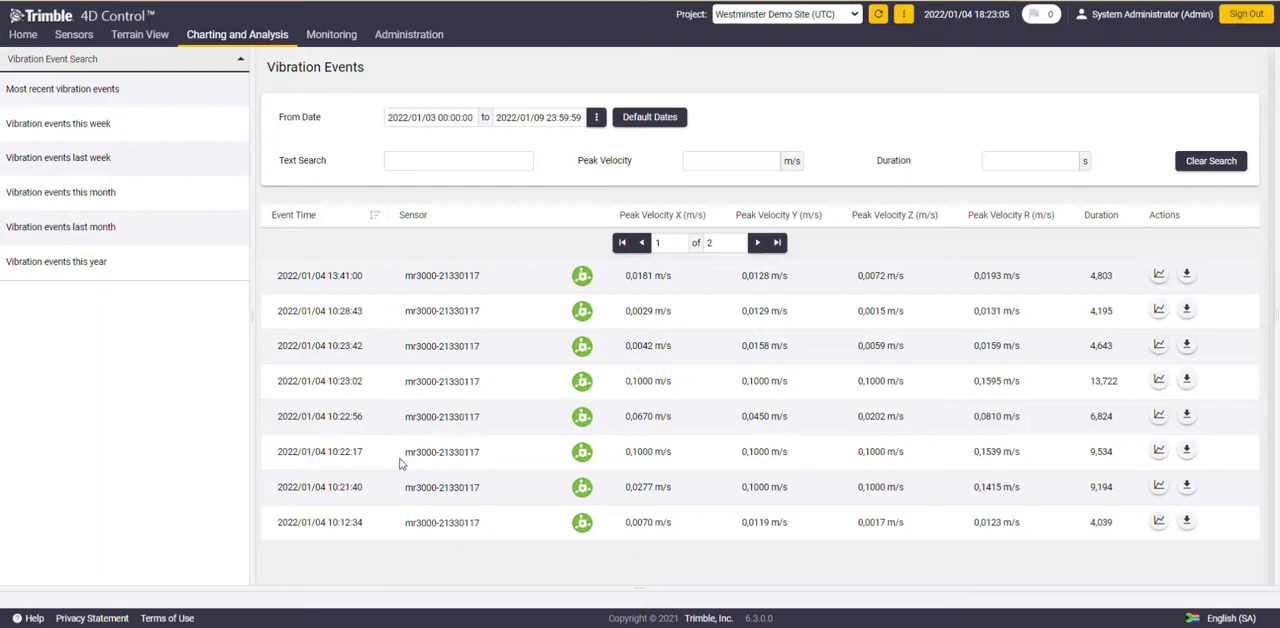 Trimble. 4D Control™ Project: Westminster Demo Site (UTC) 2022/01/04 18:23:05 0 System Administrator (Admin) Sign Out
Home Sensors Terrain View Charting and Analysis Monitoring Administration
Vibration Event Search
Most recent vibration events
Vibration events this week
Vibration events last week
Vibration events this month
Vibration events last month
Vibration events this year
Vibration Events
From Date 2022/01/03 00:00:00 to 2022/01/09 23:59:59 Default Dates
Text Search Peak Velocity m/s Duration s Clear Search
Event Time Sensor Peak Velocity X (m/s) Peak Velocity Y (m/s) Peak Velocity Z (m/s) Peak Velocity R (m/s) Duration Actions
1 of 2
2022/01/04 13:41:00 mr3000-21330117 0,0181 m/s 0,0128 m/s 0,0072 m/s 0,0193 m/s 4,803
2022/01/04 10:28:43 mr3000-21330117 0,0029 m/s 0,0129 m/s 0,0015 m/s 0,0131 m/s 4,195
2022/01/04 10:23:42 mr3000-21330117 0,0042 m/s 0,0158 m/s 0,0059 m/s 0,0159 m/s 4,643
2022/01/04 10:23:02 mr3000-21330117 0,1000 m/s 0,1000 m/s 0,1000 m/s 0,1595 m/s 13,722
2022/01/04 10:22:56 mr3000-21330117 0,0670 m/s 0,0450 m/s 0,0202 m/s 0,0810 m/s 6,824
2022/01/04 10:22:17 mr3000-21330117 0,1000 m/s 0,1000 m/s 0,1000 m/s 0,1539 m/s 9,534
2022/01/04 10:21:40 mr3000-21330117 0,0277 m/s 0,1000 m/s 0,1000 m/s 0,1415 m/s 9,194
2022/01/04 10:12:34 mr3000-21330117 0,0070 m/s 0,0119 m/s 0,0017 m/s 0,0123 m/s 4,039
Help Privacy Statement Terms of Use Copyright © 2021 Trimble, Inc. 6.3.0.0 English (SA)